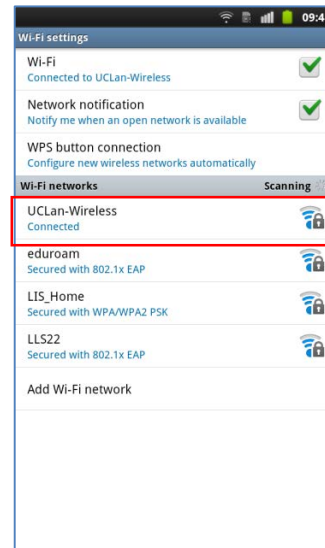 09:4
Wi-Fi settings
Wi-Fi
Connected to UCLan-Wireless
Network notification
Notify me when an open network is available
WPS button connection
Configure new wireless networks automatically
Wi-Fi networks Scanning
UCLan-Wireless
Connected
eduroam
Secured with 802.1x EAP
LIS_Home
Secured with WPA/WPA2 PSK
LLS22
Secured with 802.1x EAP
Add Wi-Fi network